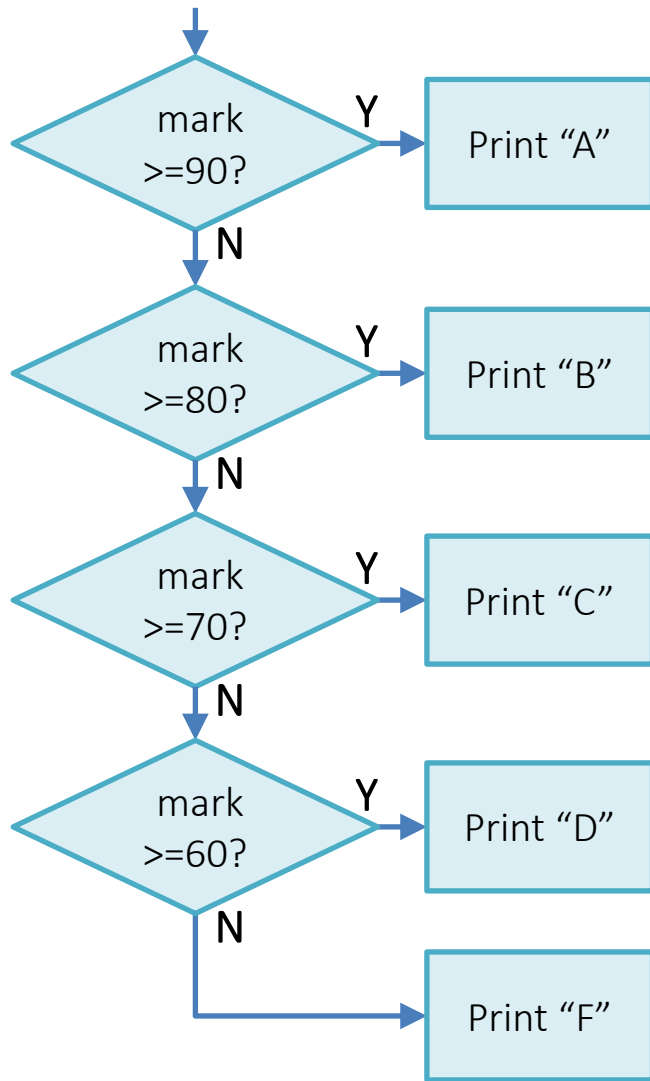 mark
>=90?
Y
Print “A”
N
mark
>=80?
Y
Print “B”
N
mark
>=70?
Y
Print “C”
N
mark
>=60?
Y
Print “D”
N
Print “F”